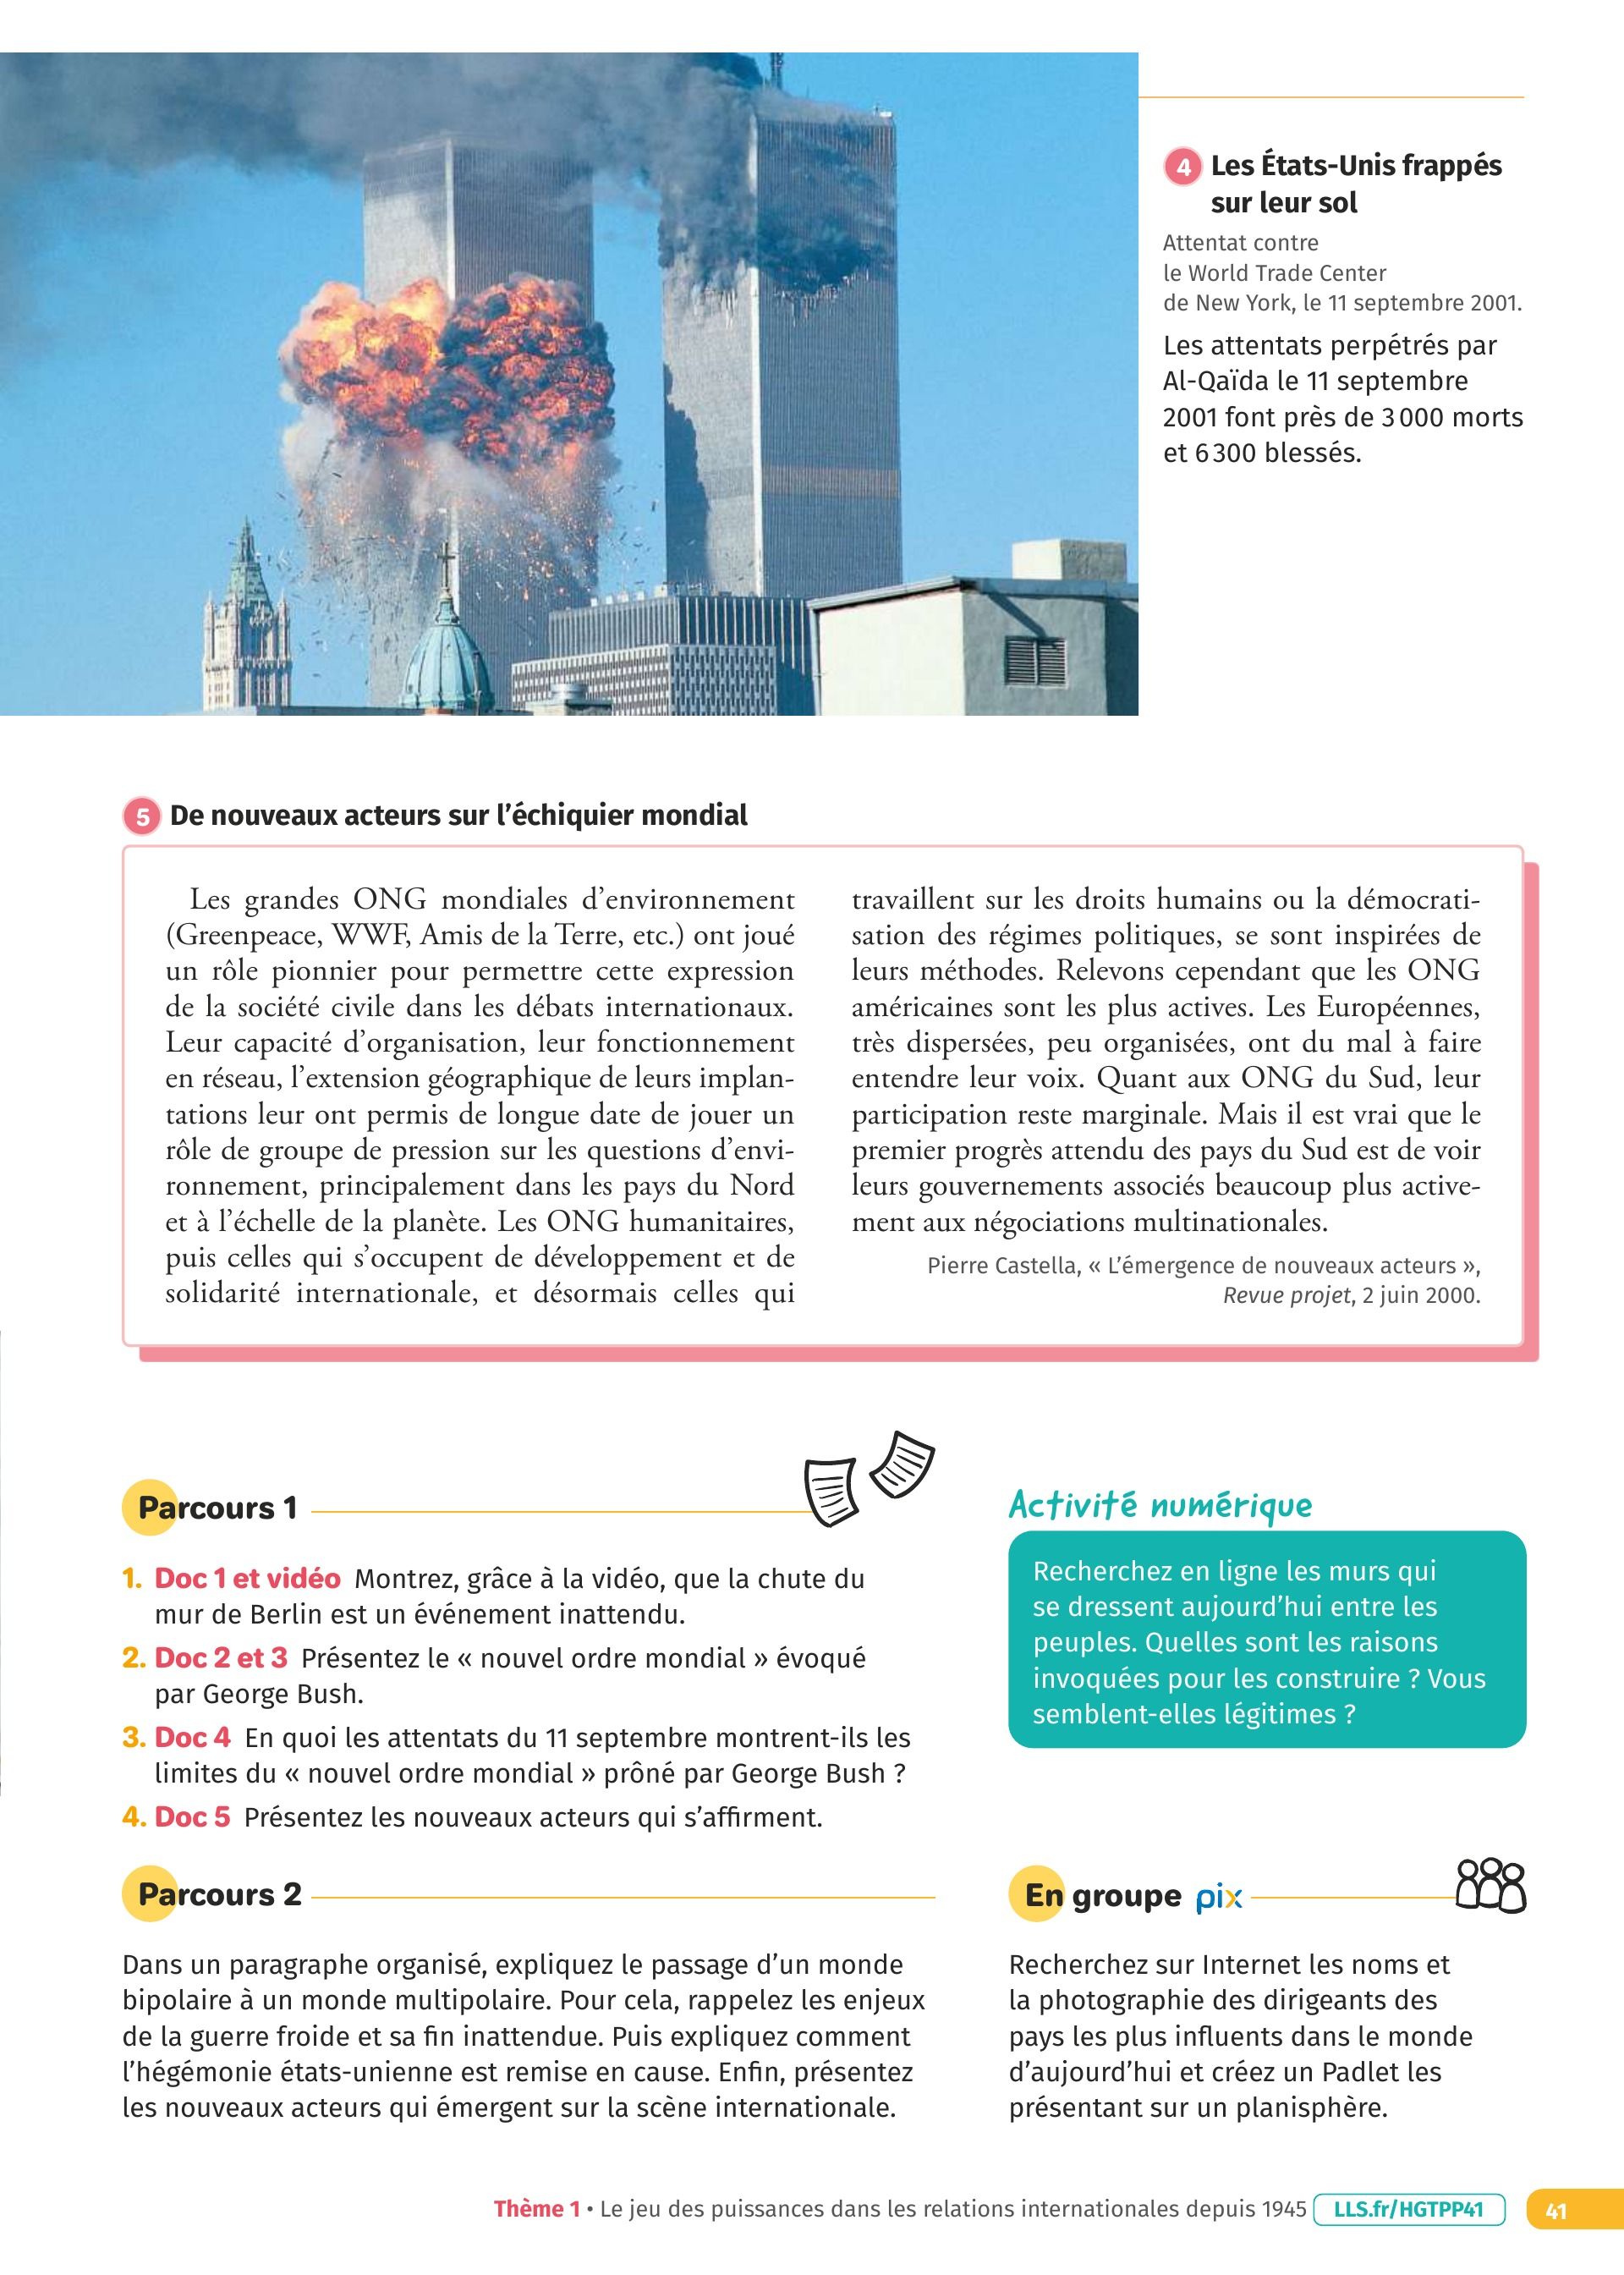 4 Les États-Unis frappés
sur leur sol
Attentat contre
le World Trade Center
de New York, le 11 septembre 2001.
Les attentats perpétrés par
Al-Qaïda le 11 septembre
2001 font près de 3 000 morts
et 6 300 blessés.
5 De nouveaux acteurs sur l’échiquier mondial
Les grandes ONG mondiales d’environnement
(Greenpeace, WWF, Amis de la Terre, etc.) ont joué
un rôle pionnier pour permettre cette expression
de la société civile dans les débats internationaux.
Leur capacité d’organisation, leur fonctionnement
en réseau, l’extension géographique de leurs implan-
tations leur ont permis de longue date de jouer un
rôle de groupe de pression sur les questions d’envi-
ronnement, principalement dans les pays du Nord
et à l’échelle de la planète. Les ONG humanitaires,
puis celles qui s’occupent de développement et de
solidarité internationale, et désormais celles qui
travaillent sur les droits humains ou la démocrati-
sation des régimes politiques, se sont inspirées de
leurs méthodes. Relevons cependant que les ONG
américaines sont les plus actives. Les Européennes,
très dispersées, peu organisées, ont du mal à faire
entendre leur voix. Quant aux ONG du Sud, leur
participation reste marginale. Mais il est vrai que le
premier progrès attendu des pays du Sud est de voir
leurs gouvernements associés beaucoup plus active-
ment aux négociations multinationales.
Pierre Castella, « L’émergence de nouveaux acteurs »,
Revue projet, 2 juin 2000.
Parcours 1
1. Doc 1 et vidéo Montrez, grâce à la vidéo, que la chute du
mur de Berlin est un événement inattendu.
2. Doc 2 et 3 Présentez le « nouvel ordre mondial » évoqué
par George Bush.
3. Doc 4 En quoi les attentats du 11 septembre montrent-ils les
limites du « nouvel ordre mondial » prôné par George Bush ?
4. Doc 5 Présentez les nouveaux acteurs qui s’affirment.
Activité numérique
Recherchez en ligne les murs qui
se dressent aujourd’hui entre les
peuples. Quelles sont les raisons
invoquées pour les construire ? Vous
semblent-elles légitimes ?
Parcours 2
Dans un paragraphe organisé, expliquez le passage d’un monde
bipolaire à un monde multipolaire. Pour cela, rappelez les enjeux
de la guerre froide et sa fin inattendue. Puis expliquez comment
l’hégémonie états-unienne est remise en cause. Enfin, présentez
les nouveaux acteurs qui émergent sur la scène internationale.
En groupe pix
Recherchez sur Internet les noms et
la photographie des dirigeants des
pays les plus influents dans le monde
d’aujourd’hui et créez un Padlet les
présentant sur un planisphère.
Thème 1 • Le jeu des puissances dans les relations internationales depuis 1945 LLS.fr/HGTPP41 41